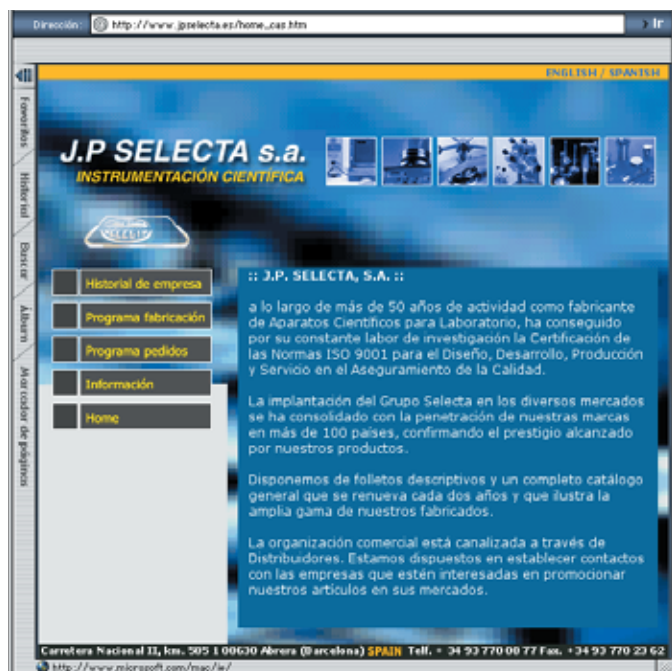 Dirección: http://www.jpselecta.es/home_cas.htm Ir
ENGLISH / SPANISH
Favoritos
Historial
Buscar
Álbum
Marcador de páginas
J.P SELECTA s.a.
INSTRUMENTACIÓN CIENTÍFICA
SELECTA
Historial de empresa
Programa fabricación
Programa pedidos
Información
Home
:: J.P. SELECTA, S.A. ::
a lo largo de más de 50 años de actividad como fabricante
de Aparatos Científicos para Laboratorio, ha conseguido
por su constante labor de investigación la Certificación de
las Normas ISO 9001 para el Diseño, Desarrollo, Producción
y Servicio en el Aseguramiento de la Calidad.
La implantación del Grupo Selecta en los diversos mercados
se ha consolidado con la penetración de nuestras marcas
en más de 100 países, confirmando el prestigio alcanzado
por nuestros productos.
Disponemos de folletos descriptivos y un completo catálogo
general que se renueva cada dos años y que ilustra la
amplia gama de nuestros fabricados.
La organización comercial está canalizada a través de
Distribuidores. Estamos dispuestos en establecer contactos
con las empresas que estén interesadas en promocionar
nuestros artículos en sus mercados.
Carretera Nacional II, km. 585 1 08630 Abrera (Barcelona) SPAIN Telf. + 34 93 770 08 77 Fax. +34 93 770 23 62
http://www.microsoft.com/mac/ie/